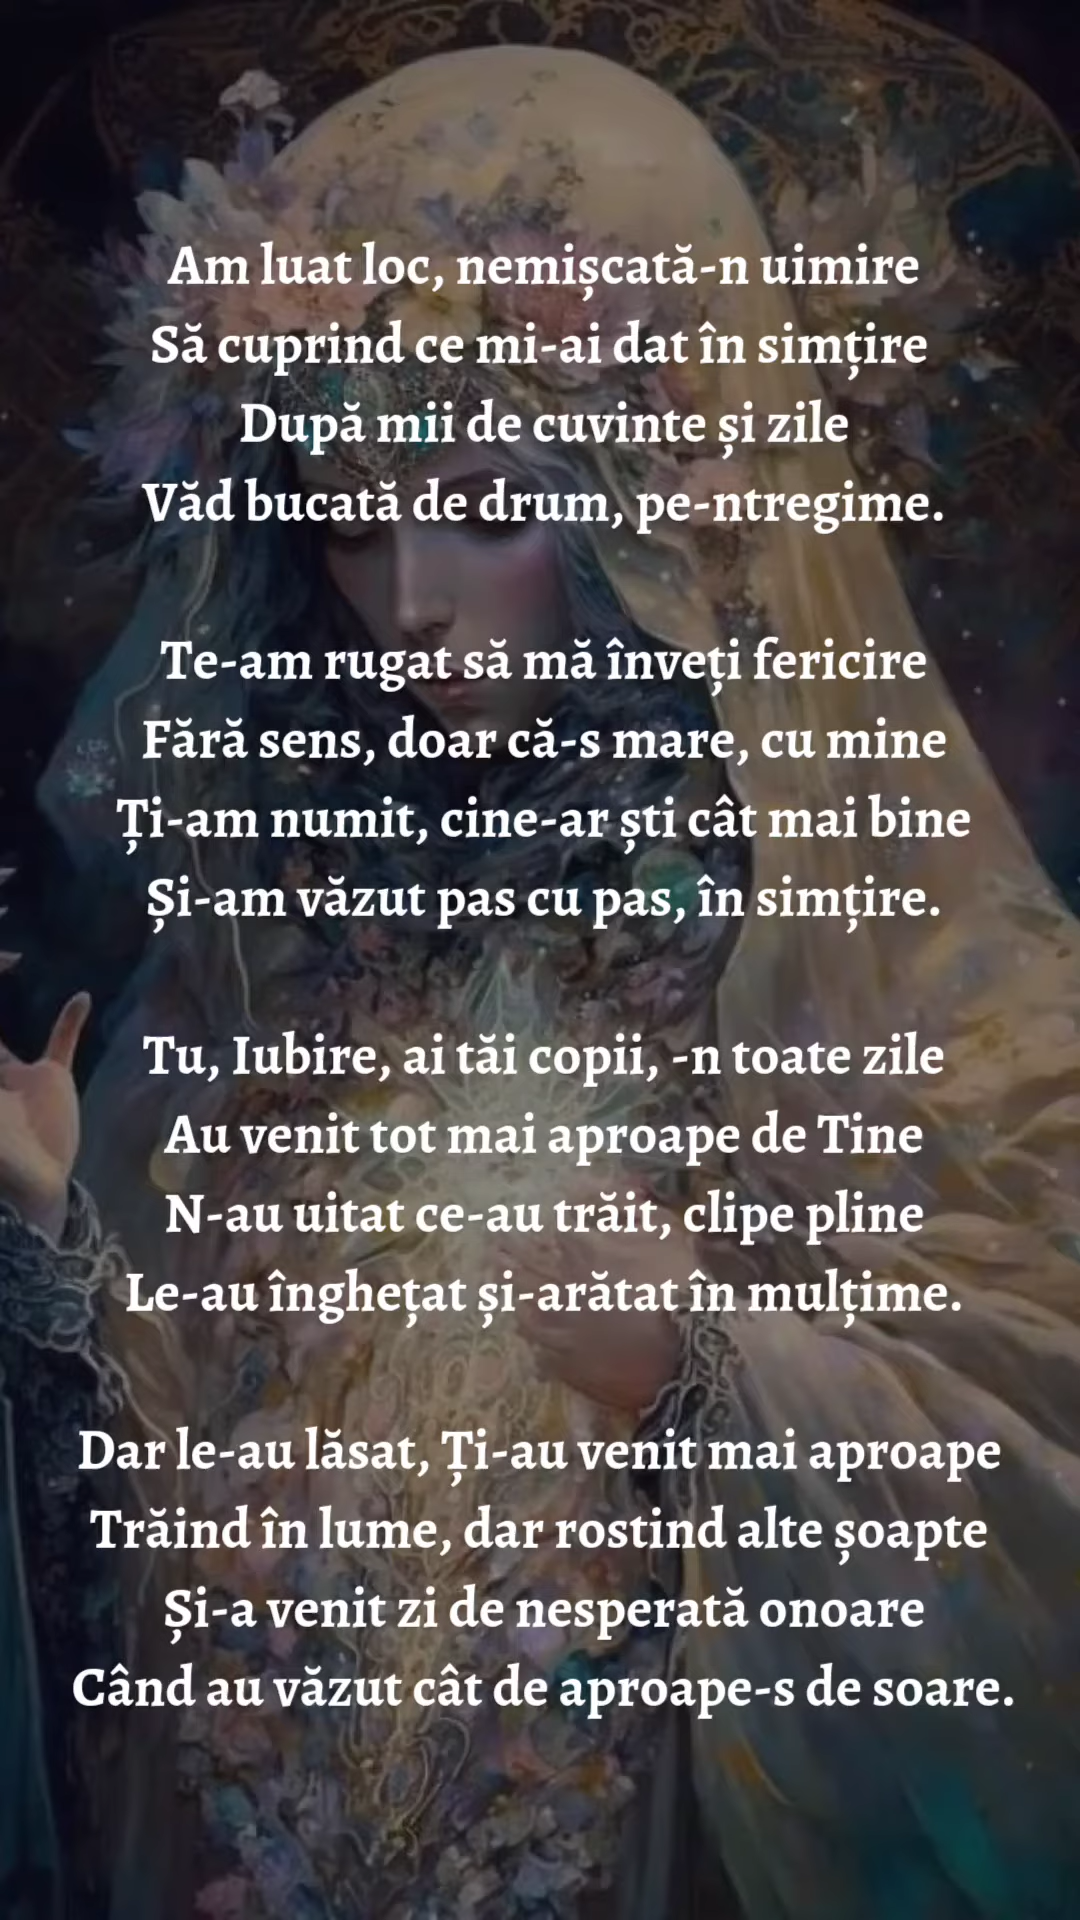 Am luat loc, nemișcată-n uimire
Să cuprind ce mi-ai dat în simțire
După mii de cuvinte și zile
Văd bucată de drum, pe-ntregime.
Te-am rugat să mă înveți fericire
Fără sens, doar că-s mare, cu mine
Ți-am numit, cine-ar ști cât mai bine
Și-am văzut pas cu pas, în simțire.
Tu, Iubire, ai tăi copii, -n toate zile
Au venit tot mai aproape de Tine
N-au uitat ce-au trăit, clipe pline
Le-au înghețat și-arătat în mulțime.
Dar le-au lăsat, Ți-au venit mai aproape
Trăind în lume, dar rostind alte șoapte
Și-a venit zi de nesperată onoare
Când au văzut cât de aproape-s de soare.